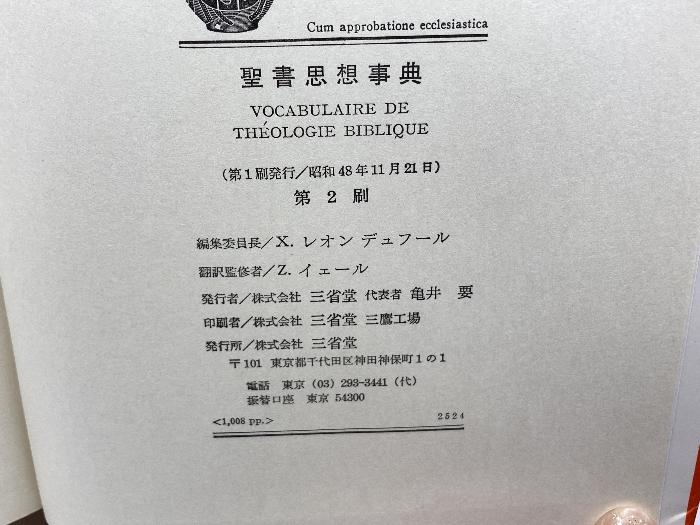 Cum approbatione ecclesiastica
聖書思想事典
VOCABULAIRE DE
THÉOLOGIE BIBLIQUE
(第1刷発行/昭和48年11月21日)
第2刷
編集委員長/X. レオン デュフール
翻訳監修者/Z. イェール
発行者/株式会社 三省堂 代表者 亀井 要
印刷者/株式会社 三省堂 三鷹工場
発行所/株式会社 三省堂
〒101 東京都千代田区神田神保町1の1
電話 東京 (03) 293-3441 (代)
振替口座 東京 54300
<1,008 pp.> 2524